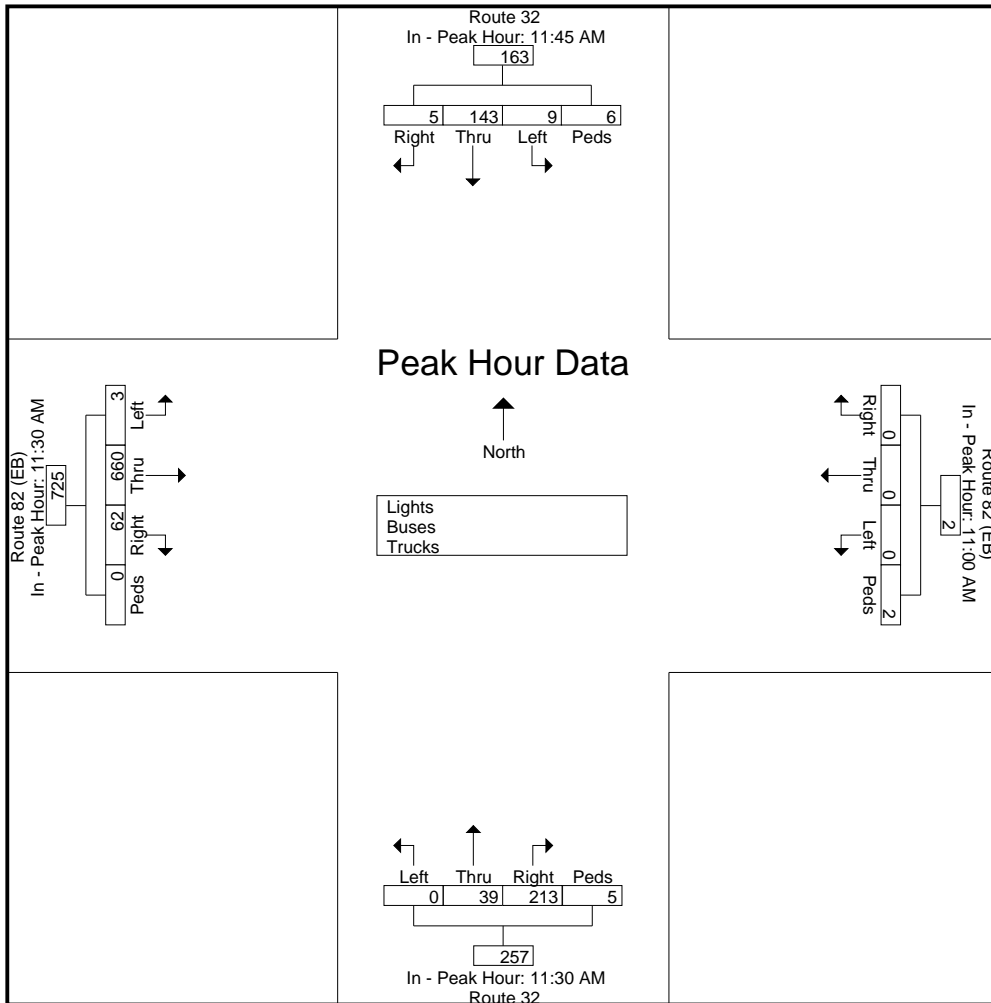 Route 32
In - Peak Hour: 11:45 AM
163
5 143 9 6
Right Thru Left Peds
Peak Hour Data
North
Lights
Buses
Trucks
Route 82 (EB)
In - Peak Hour: 11:30 AM
725
3 660 62 0
Left Thru Right Peds
Route 82 (EB)
In - Peak Hour: 11:00 AM
2
0 0 0 2
Right Thru Left Peds
Left Thru Right Peds
0 39 213 5
257
In - Peak Hour: 11:30 AM
Route 32